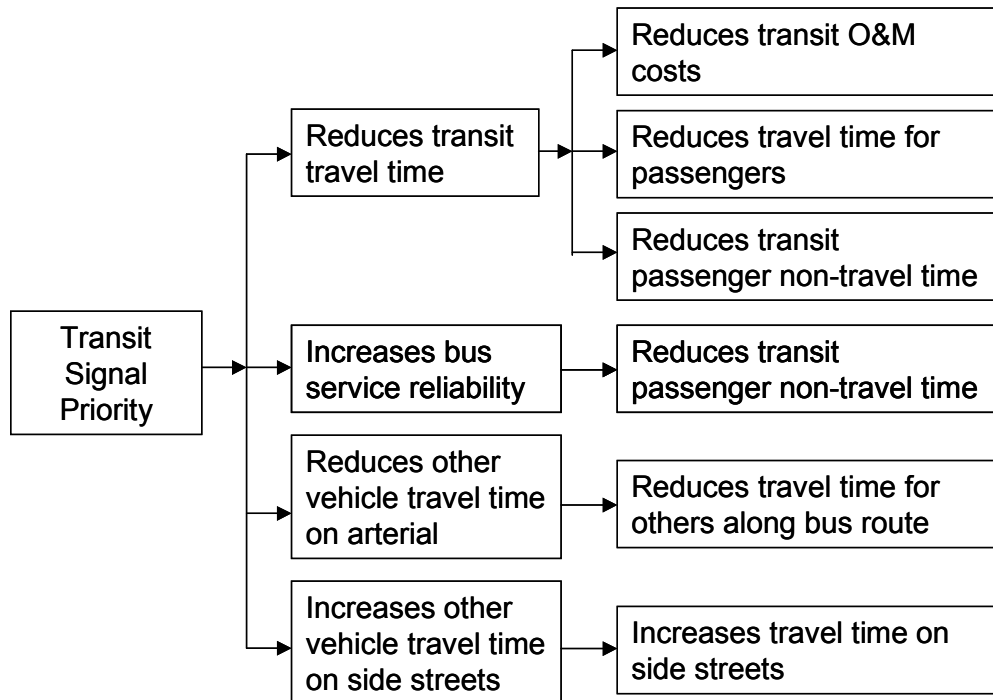 Transit
Signal
Priority
Reduces transit
travel time
Reduces transit O&M
costs
Reduces travel time for
passengers
Reduces transit
passenger non-travel time
Increases bus
service reliability
Reduces transit
passenger non-travel time
Reduces other
vehicle travel time
on arterial
Reduces travel time for
others along bus route
Increases other
vehicle travel time
on side streets
Increases travel time on
side streets